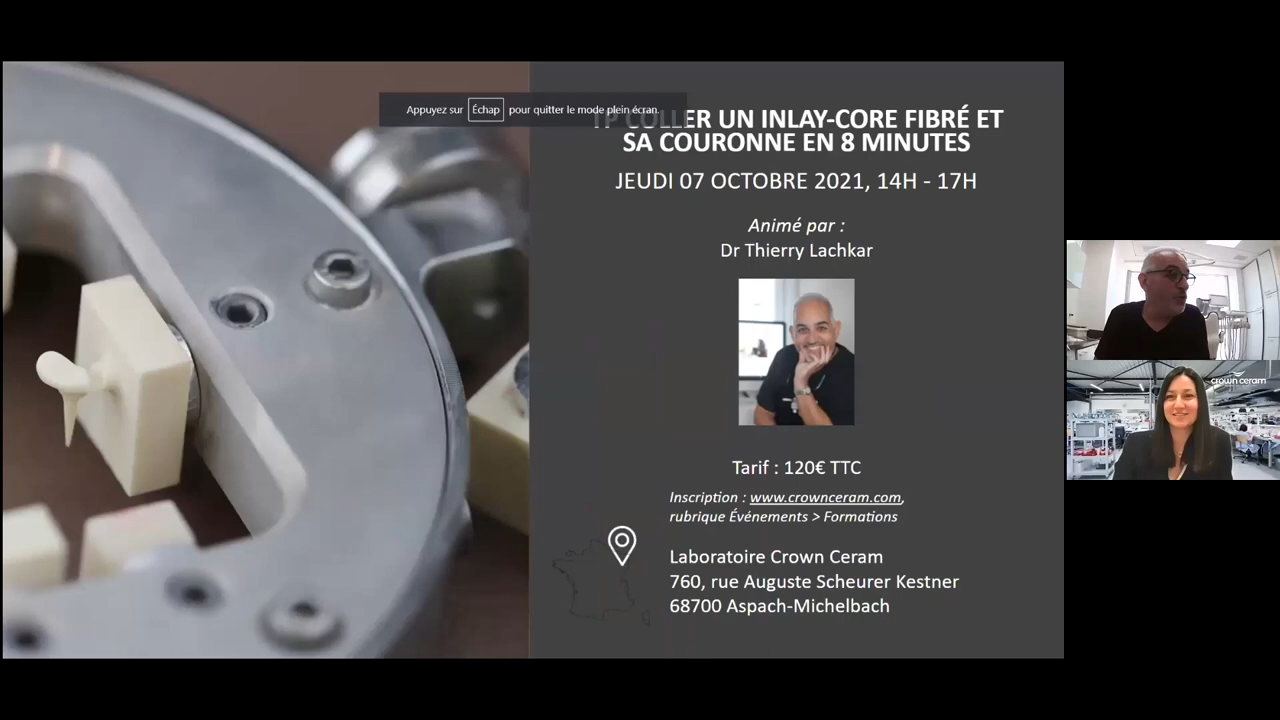 Appuyez sur Échap pour quitter le mode plein écran.
TP COLLER UN INLAY-CORE FIBRÉ ET
SA COURONNE EN 8 MINUTES
JEUDI 07 OCTOBRE 2021, 14H - 17H
Animé par :
Dr Thierry Lachkar
Tarif : 120€ TTC
Inscription : www.crownceram.com,
rubrique Événements > Formations
Laboratoire Crown Ceram
760, rue Auguste Scheurer Kestner
68700 Aspach-Michelbach
crown ceram